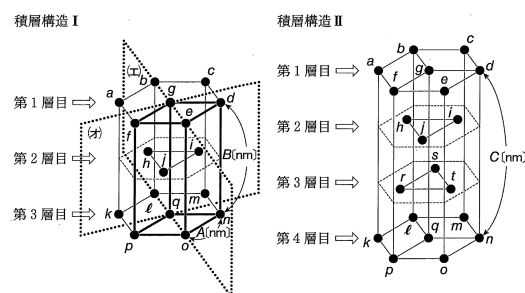 積層構造Ⅰ
(エ)
b
c
a
g
d
第1層目
f
e
(オ)
第2層目
h
i
j
B〔nm〕
第3層目
k
ℓ
q
m
n
A〔nm〕
p
o
積層構造Ⅱ
b
c
a
g
d
第1層目
f
e
第2層目
h
i
j
C〔nm〕
第3層目
s
r
t
第4層目
k
ℓ
q
m
n
p
o